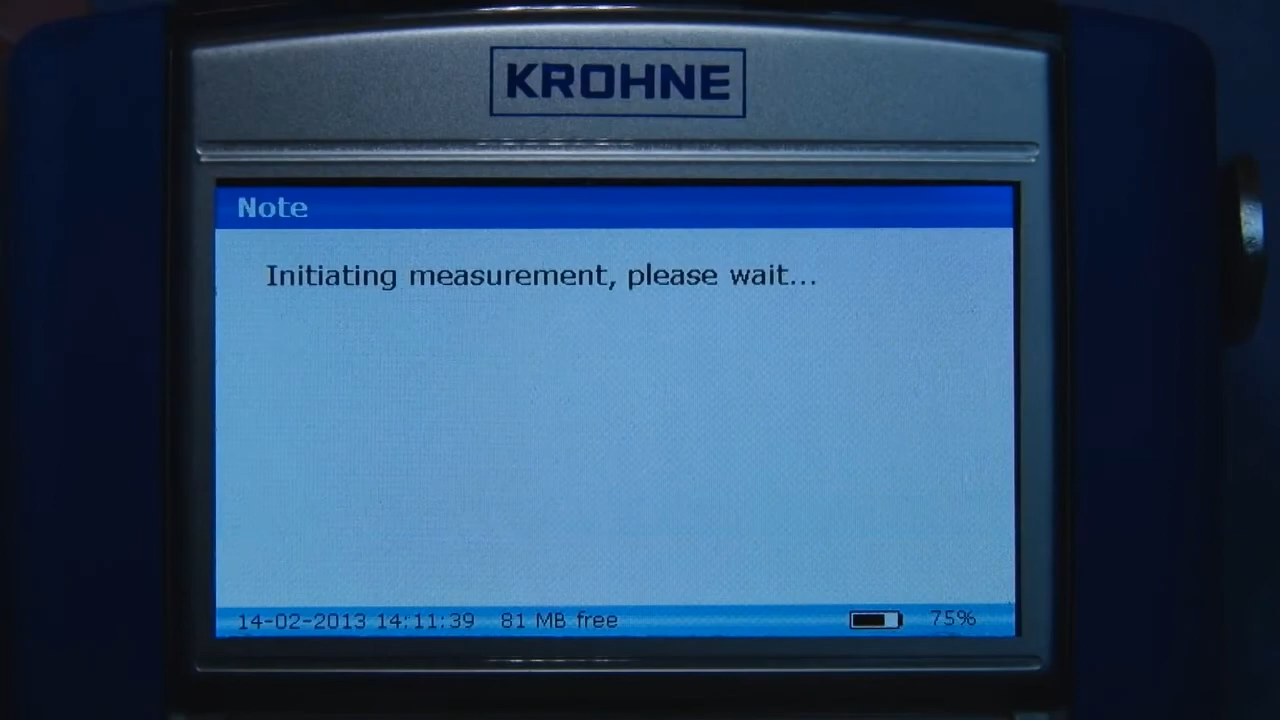 KROHNE
Note
Initiating measurement, please wait...
14-02-2013 14:11:39 81 MB free 75%